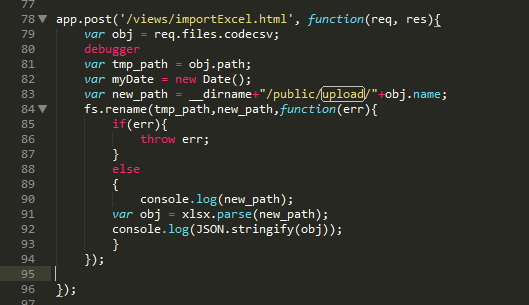 77
78 app.post('/views/importExcel.html', function(req, res){
79 var obj = req.files.codecsv;
80 debugger
81 var tmp_path = obj.path;
82 var myDate = new Date();
83 var new_path = __dirname+"/public/upload/"+obj.name;
84 fs.rename(tmp_path,new_path,function(err){
85 if(err){
86 throw err;
87 }
88 else
89 {
90 console.log(new_path);
91 var obj = xlsx.parse(new_path);
92 console.log(JSON.stringify(obj));
93 }
94 });
95
96 });
97